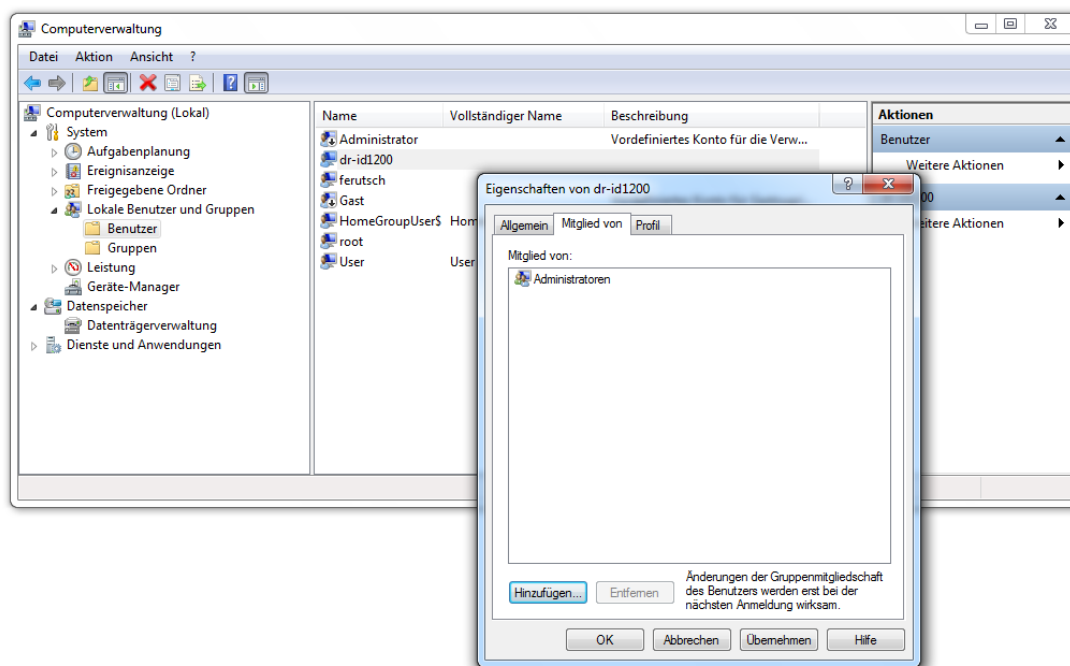 Computerverwaltung
Datei Aktion Ansicht ?
Computerverwaltung (Lokal)
System
Aufgabenplanung
Ereignisanzeige
Freigegebene Ordner
Lokale Benutzer und Gruppen
Benutzer
Gruppen
Leistung
Geräte-Manager
Datenspeicher
Datenträgerverwaltung
Dienste und Anwendungen
Name Vollständiger Name Beschreibung
Administrator Vordefiniertes Konto für die Verw...
dr-id1200
ferutsch
Gast
HomeGroupUser$ Hom
root
User User
Aktionen
Benutzer
Weitere Aktionen
00
eitere Aktionen
Eigenschaften von dr-id1200
?
Allgemein Mitglied von Profil
Mitglied von:
Administratoren
Hinzufügen... Entfernen
Änderungen der Gruppenmitgliedschaft
des Benutzers werden erst bei der
nächsten Anmeldung wirksam.
OK Abbrechen Übernehmen Hilfe